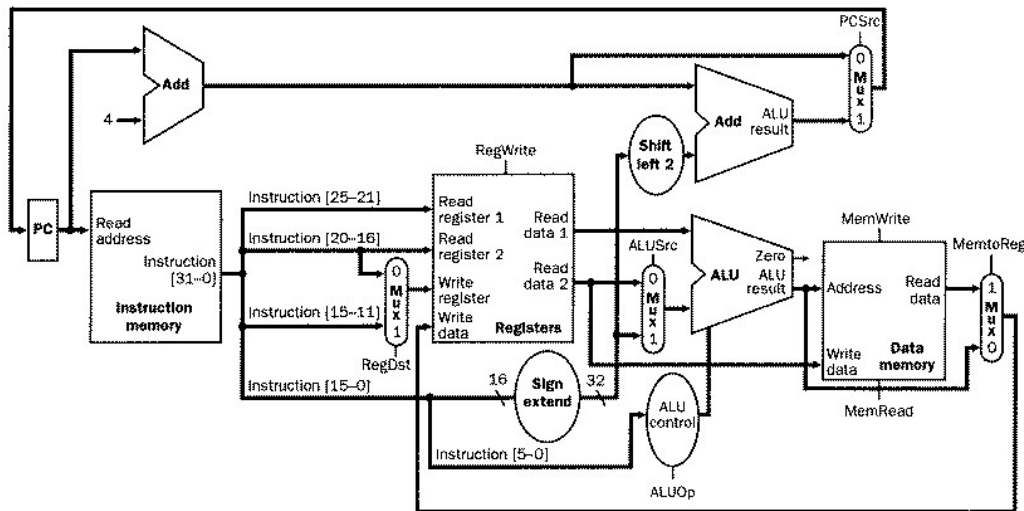 PCSrc
0
M
u
x
1
Add
4
Add
ALU
result
Shift
left 2
RegWrite
PC
Read
address
Instruction
[31–0]
Instruction
memory
Instruction [25–21]
Instruction [20–16]
Instruction [15–11]
Instruction [15–0]
Instruction [5–0]
0
M
u
x
1
RegDst
Read
register 1
Read
register 2
Write
register
Write
data
Read
data 1
Read
data 2
Registers
16
Sign
extend
32
ALUSrc
0
M
u
x
1
Zero
ALU
ALU
result
ALU
control
ALUOp
MemWrite
Address
Read
data
Write
data
Data
memory
MemRead
MemtoReg
1
M
u
x
0